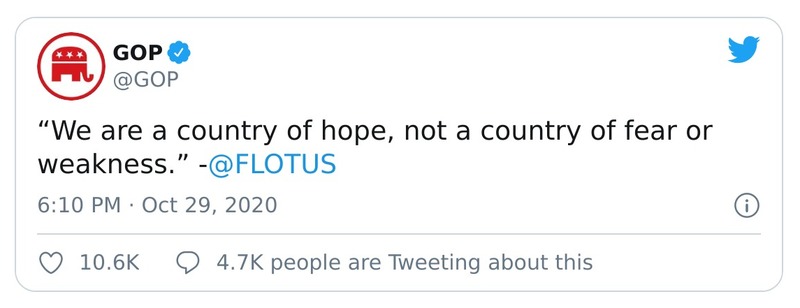 GOP
@GOP
“We are a country of hope, not a country of fear or
weakness.” -@FLOTUS
6:10 PM · Oct 29, 2020
10.6K 4.7K people are Tweeting about this